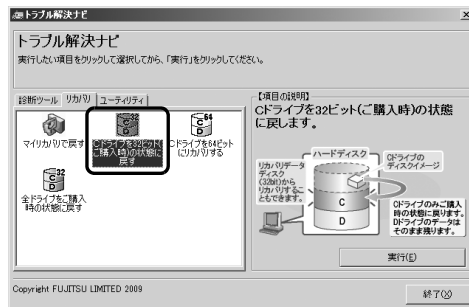 トラブル解決ナビ
トラブル解決ナビ
実行したい項目をクリックして選択してから、「実行」をクリックしてください。
診断ツール リカバリ ユーティリティ
マイリカバリで戻す
32
C
D
Cドライブを32ビット(ご購入時)の状態に戻す
64
C
D
Cドライブを64ビットにリカバリする
32
C
D
全ドライブをご購入時の状態に戻す
【項目の説明】
Cドライブを32ビット(ご購入時)の状態
に戻します。
ハードディスク
Cドライブの
ディスクイメージ
リカバリデータ
ディスク
(32bit)から
リカバリするこ
ともできます。
C
D
Cドライブのみご購入
時の状態に戻ります。
Dドライブのデータは
そのまま残ります。
実行(E)
Copyright FUJITSU LIMITED 2009
終了(X)